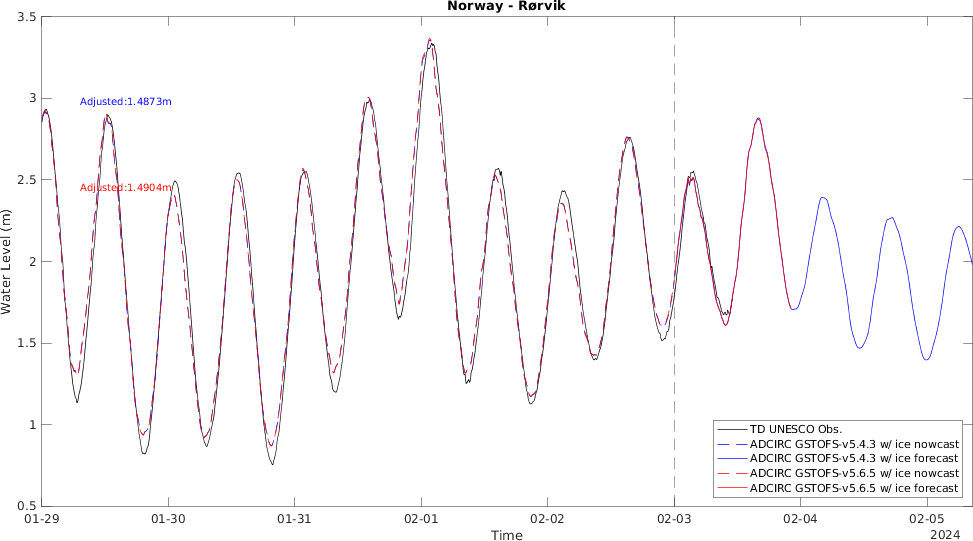 Norway - Rørvik
3.5
3
2.5
2
1.5
1
0.5
Water Level (m)
Adjusted:1.4873m
Adjusted:1.4904m
TD UNESCO Obs.
ADCIRC GSTOFS-v5.4.3 w/ ice nowcast
ADCIRC GSTOFS-v5.4.3 w/ ice forecast
ADCIRC GSTOFS-v5.6.5 w/ ice nowcast
ADCIRC GSTOFS-v5.6.5 w/ ice forecast
01-29 01-30 01-31 02-01 02-02 02-03 02-04 02-05
Time
2024